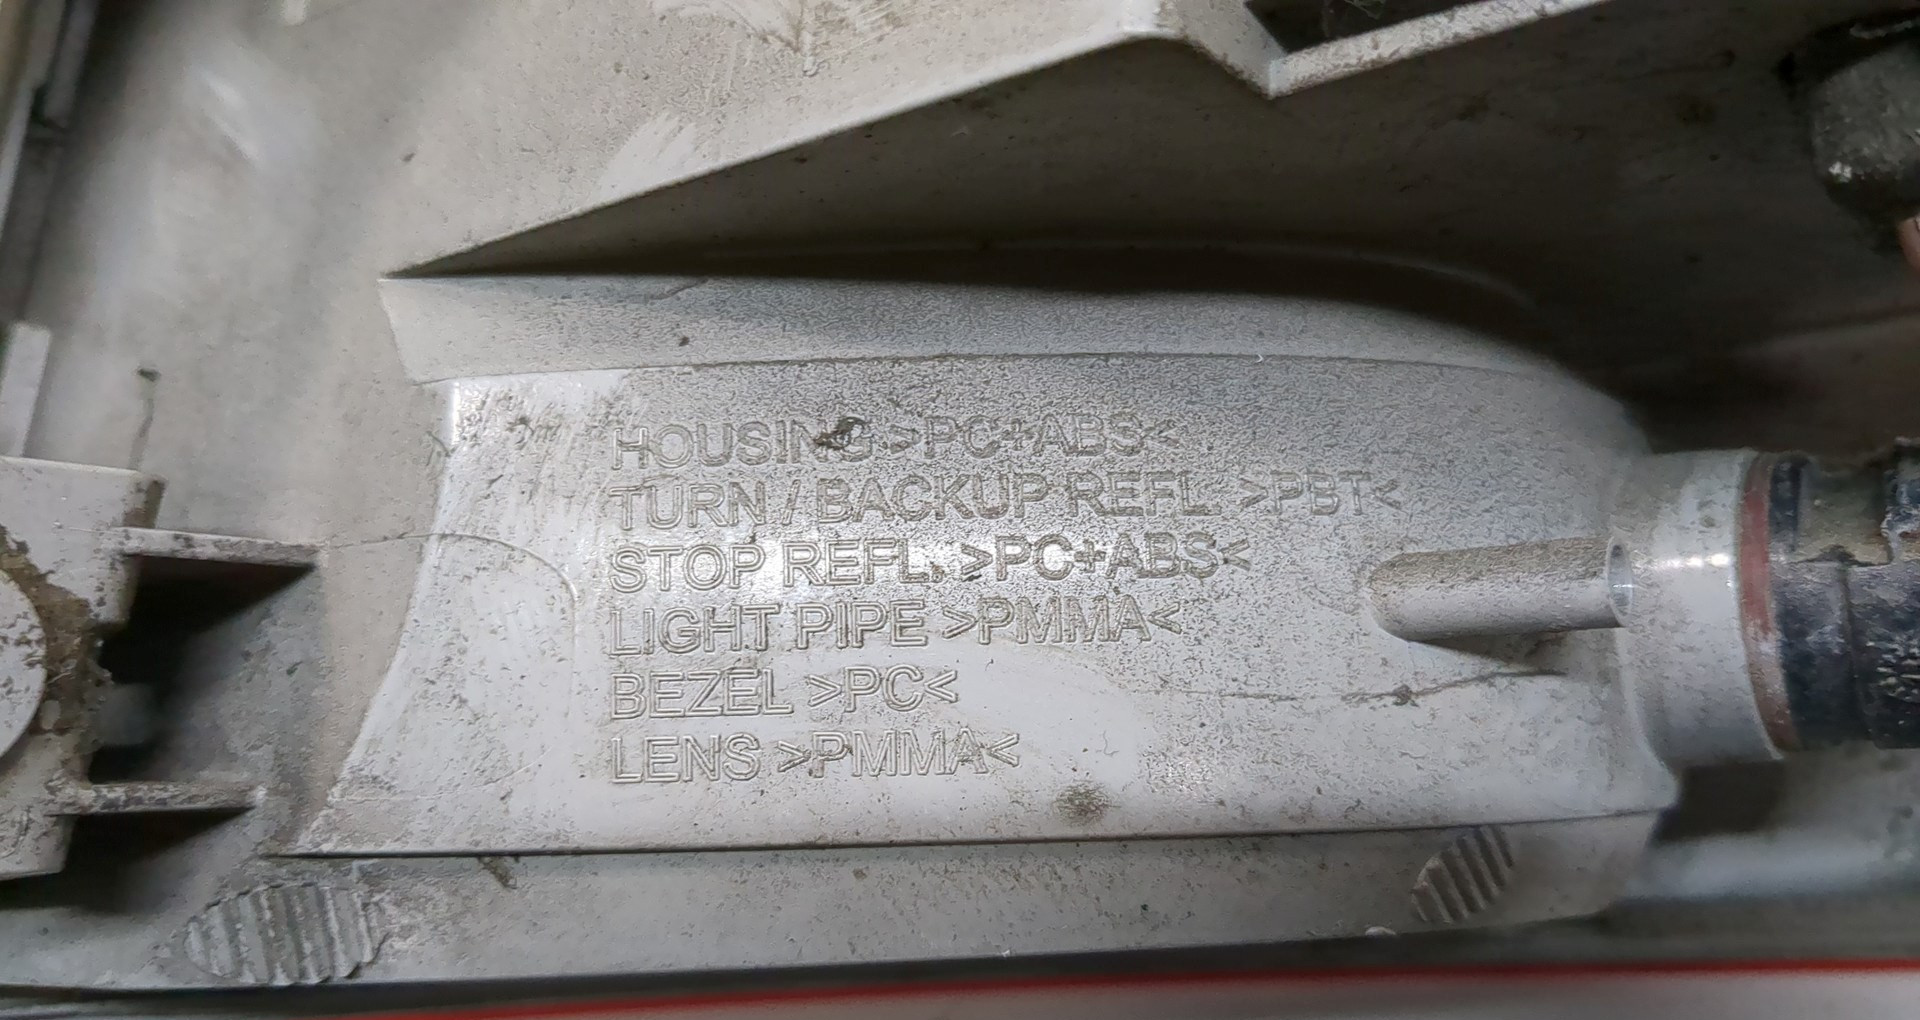 HOUSING >PC+ABS<
TURN / BACKUP REFL. >PBT<
STOP REFL. >PC+ABS<
LIGHT PIPE >PMMA<
BEZEL >PC<
LENS >PMMA<